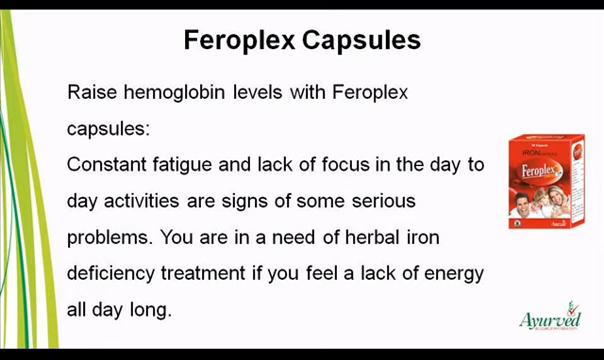 Feroplex Capsules
Raise hemoglobin levels with Feroplex
capsules:
Constant fatigue and lack of focus in the day to
day activities are signs of some serious
problems. You are in a need of herbal iron
deficiency treatment if you feel a lack of energy
all day long.
IRON
Feroplex
Ayurved